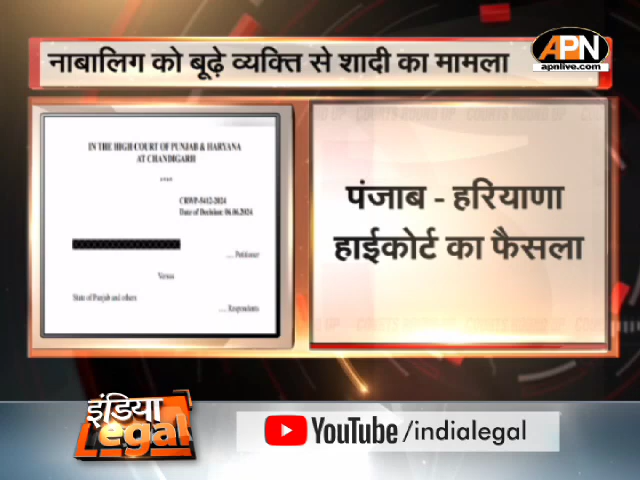 नाबालिग को बूढ़े व्यक्ति से शादी का मामला
APN
apnlive.com
IN THE HIGH COURT OF PUNJAB & HARYANA
AT CHANDIGARH
****
CRWP-5412-2024
Date of Decision: 06.06.2024
..... Petitioner
Versus
State of Punjab and others
..... Respondents
पंजाब - हरियाणा
हाईकोर्ट का फैसला
इंडिया
Legal
YouTube /indialegal